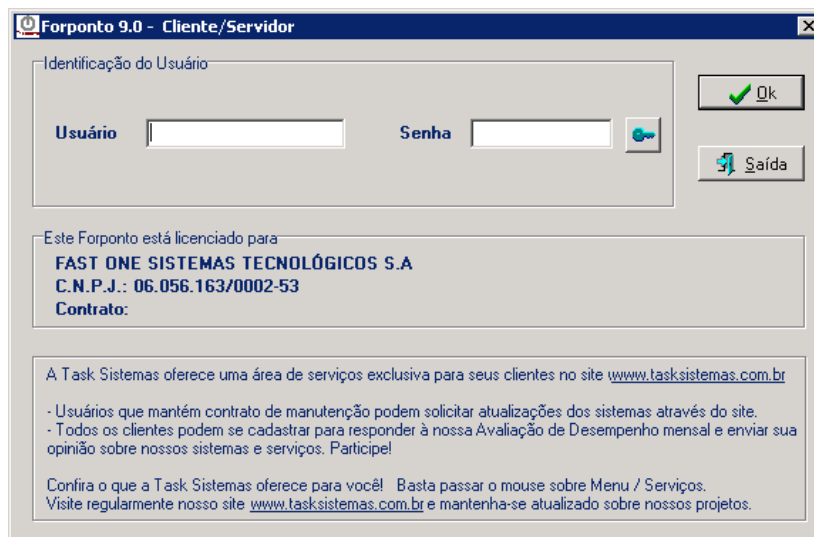 Forponto 9.0 - Cliente/Servidor
Identificação do Usuário
Usuário
Senha
Ok
Saída
Este Forponto está licenciado para
FAST ONE SISTEMAS TECNOLÓGICOS S.A
C.N.P.J.: 06.056.163/0002-53
Contrato:
A Task Sistemas oferece uma área de serviços exclusiva para seus clientes no site www.tasksistemas.com.br
- Usuários que mantém contrato de manutenção podem solicitar atualizações dos sistemas através do site.
- Todos os clientes podem se cadastrar para responder à nossa Avaliação de Desempenho mensal e enviar sua
opinião sobre nossos sistemas e serviços. Participe!
Confira o que a Task Sistemas oferece para você! Basta passar o mouse sobre Menu / Serviços.
Visite regularmente nosso site www.tasksistemas.com.br e mantenha-se atualizado sobre nossos projetos.